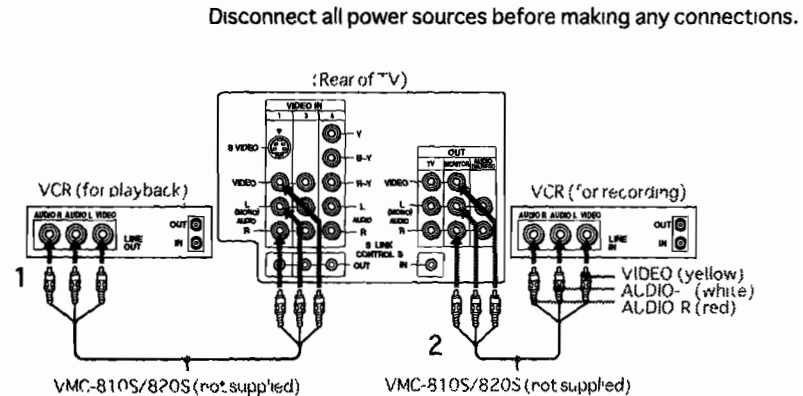 Disconnect all power sources before making any connections.
(Rear of TV)
VIDEO IN
1 3 4
S VIDEO
Y
B-Y
R-Y
VIDEO
L
(MONO)
AUDIO
R
L
AUDIO
R
S LINK
CONTROL S
OUT
IN
OUT
TV MONITOR AUDIO
VIDEO
L
(MONO)
AUDIO
R
VCR (for playback)
AUDIO R AUDIO L VIDEO
LINE
OUT
OUT
IN
VCR (for recording)
AUDIO R AUDIO L VIDEO
LINE
IN
OUT
IN
1
VIDEO (yellow)
AUDIO- (white)
AUDIO R (red)
2
VMC-810S/820S (not supplied)
VMC-810S/820S (not supplied)